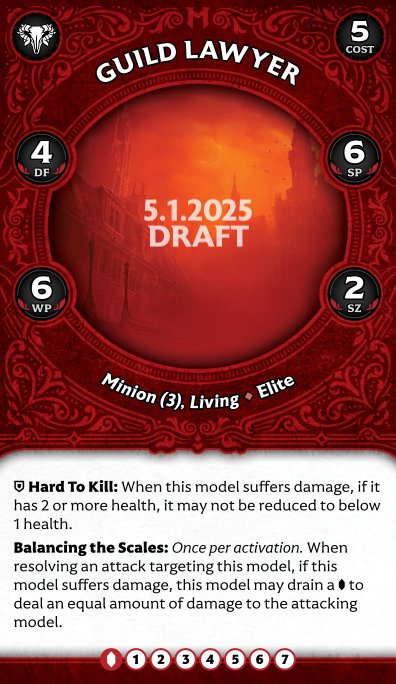 5
COST
GUILD LAWYER
4
DF
6
SP
5.1.2025
DRAFT
6
WP
2
SZ
Minion (3), Living • Elite
Hard To Kill: When this model suffers damage, if it
has 2 or more health, it may not be reduced to below
1 health.
Balancing the Scales: Once per activation. When
resolving an attack targeting this model, if this
model suffers damage, this model may drain a to
deal an equal amount of damage to the attacking
model.
1 2 3 4 5 6 7